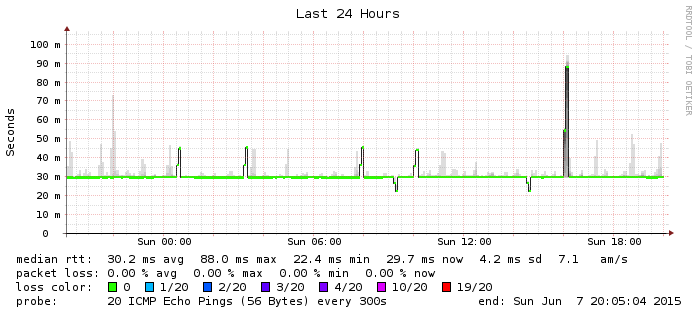 Last 24 Hours
RRDTOOL / TOBI OETIKER
Seconds
100 m
90 m
80 m
70 m
60 m
50 m
40 m
30 m
20 m
10 m
0
Sun 00:00 Sun 06:00 Sun 12:00 Sun 18:00
median rtt: 30.2 ms avg 88.0 ms max 22.4 ms min 29.7 ms now 4.2 ms sd 7.1 am/s
packet loss: 0.00 % avg 0.00 % max 0.00 % min 0.00 % now
loss color: 0 1/20 2/20 3/20 4/20 10/20 19/20
probe: 20 ICMP Echo Pings (56 Bytes) every 300s end: Sun Jun 7 20:05:04 2015